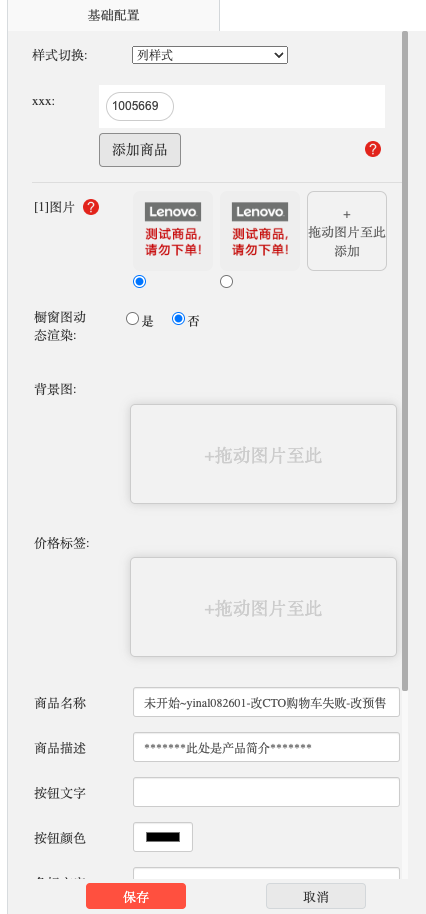 基础配置
样式切换: 列样式
xxx: 1005669
添加商品 ?
[1]图片 ?
Lenovo. Lenovo.
测试商品, 测试商品,
请勿下单! 请勿下单!
+
拖动图片至此
添加
橱窗图动
态渲染: 是 否
背景图:
+拖动图片至此
价格标签:
+拖动图片至此
商品名称 未开始~yinal082601-改CTO购物车失败-改预售
商品描述 *******此处是产品简介*******
按钮文字
按钮颜色
保存 取消